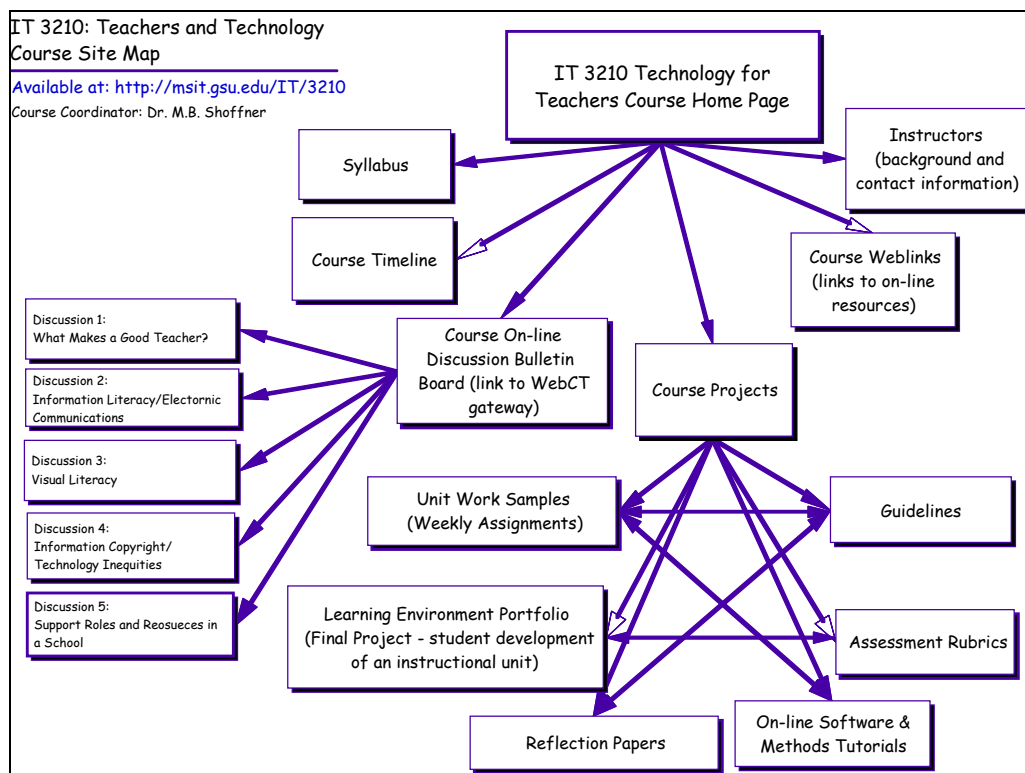 IT 3210: Teachers and Technology
Course Site Map
Available at: http://msit.gsu.edu/IT/3210
Course Coordinator: Dr. M.B. Shoffner
IT 3210 Technology for
Teachers Course Home Page
Syllabus
Instructors
(background and
contact information)
Course Timeline
Course Weblinks
(links to on-line
resources)
Discussion 1:
What Makes a Good Teacher?
Course On-line
Discussion Bulletin
Board (link to WebCT
gateway)
Course Projects
Discussion 2:
Information Literacy/Electornic
Communications
Discussion 3:
Visual Literacy
Discussion 4:
Information Copyright/
Technology Inequities
Discussion 5:
Support Roles and Reosueces in
a School
Unit Work Samples
(Weekly Assignments)
Guidelines
Learning Environment Portfolio
(Final Project - student development
of an instructional unit)
Assessment Rubrics
Reflection Papers
On-line Software &
Methods Tutorials